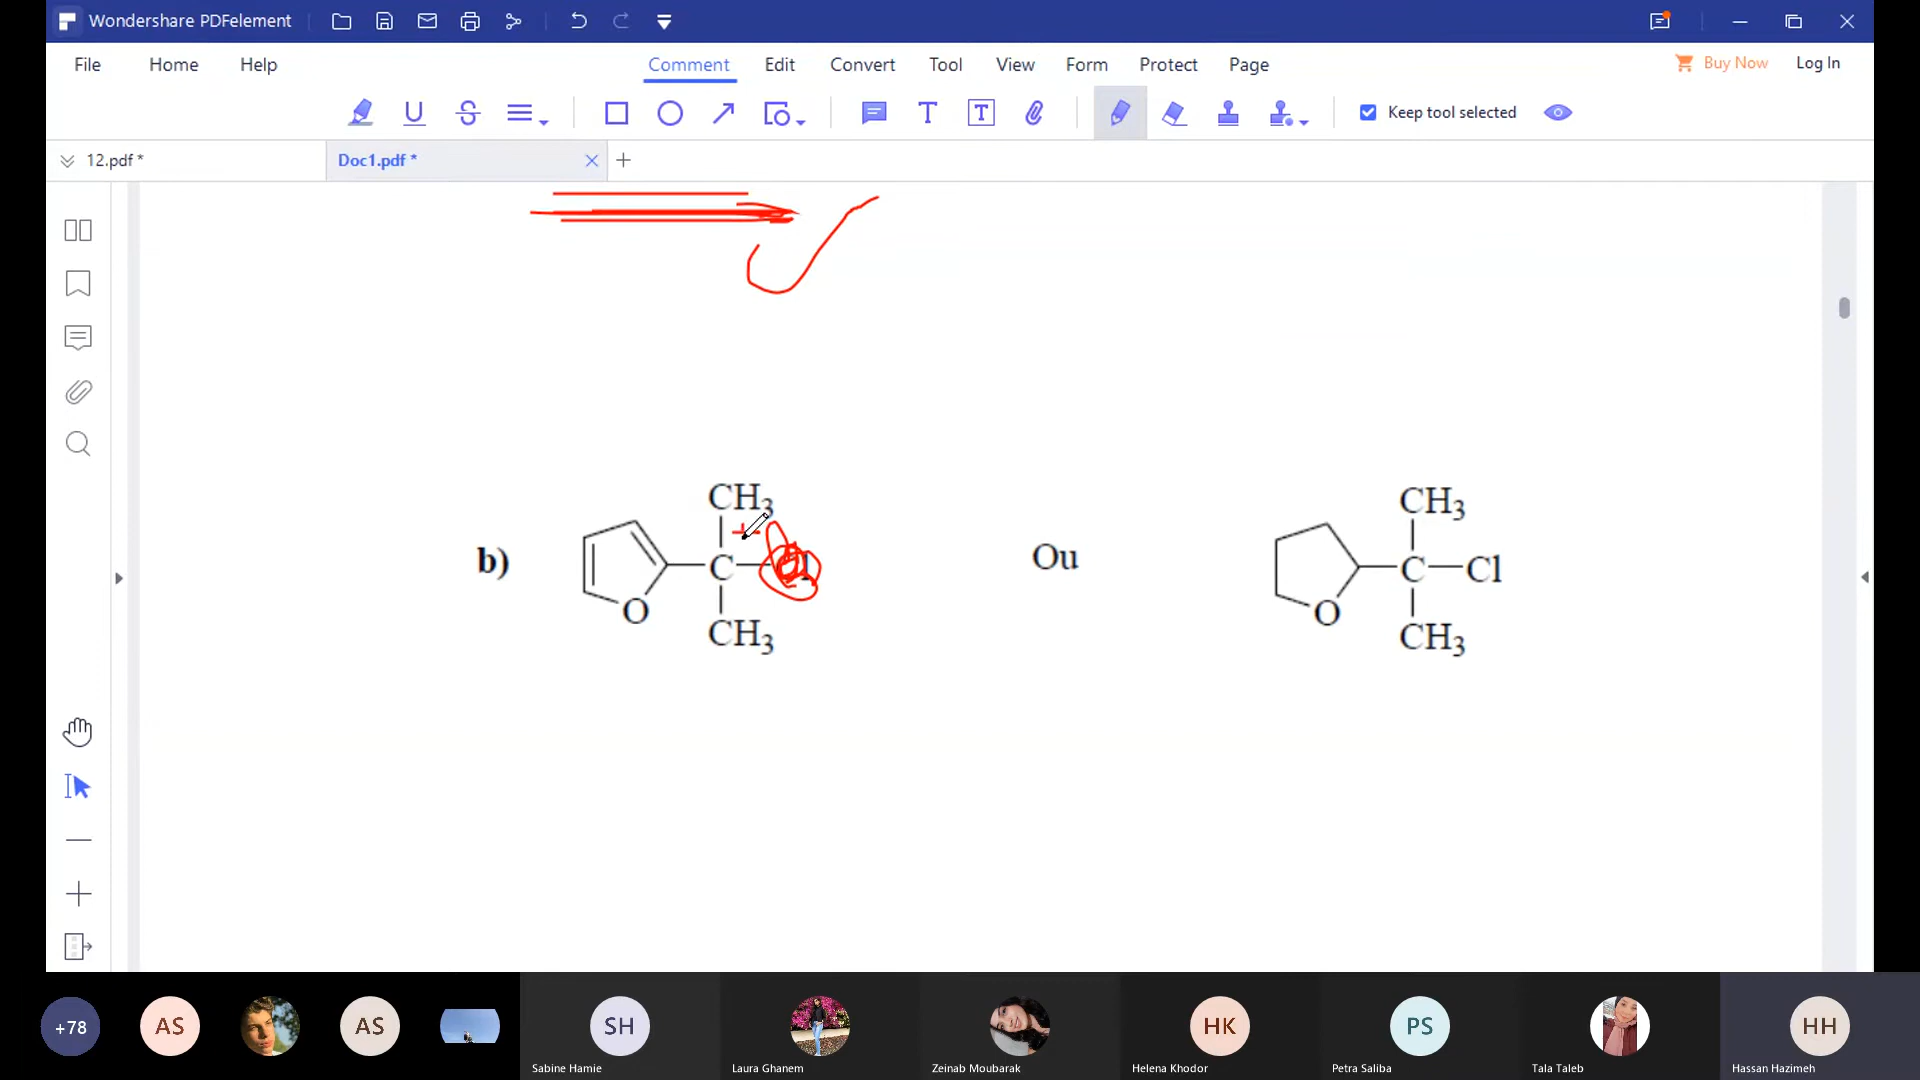 Wondershare PDFelement
File Home Help Comment Edit Convert Tool View Form Protect Page Buy Now Log In
Keep tool selected
12.pdf * Doc1.pdf *
CH3 CH3
b) C Ou C Cl
O O
CH3 CH3
+78 AS AS SH HK PS HH
Sabine Hamie Laura Ghanem Zeinab Moubarak Helena Khodor Petra Saliba Tala Taleb Hassan Hazimeh